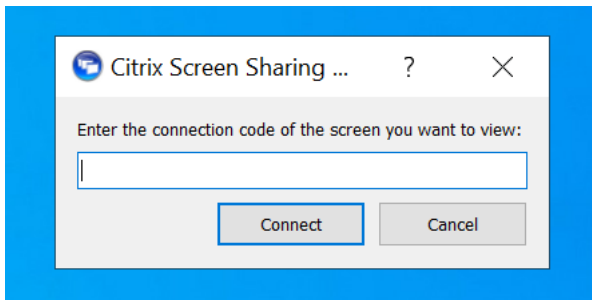 Citrix Screen Sharing ...
Enter the connection code of the screen you want to view:
Connect Cancel